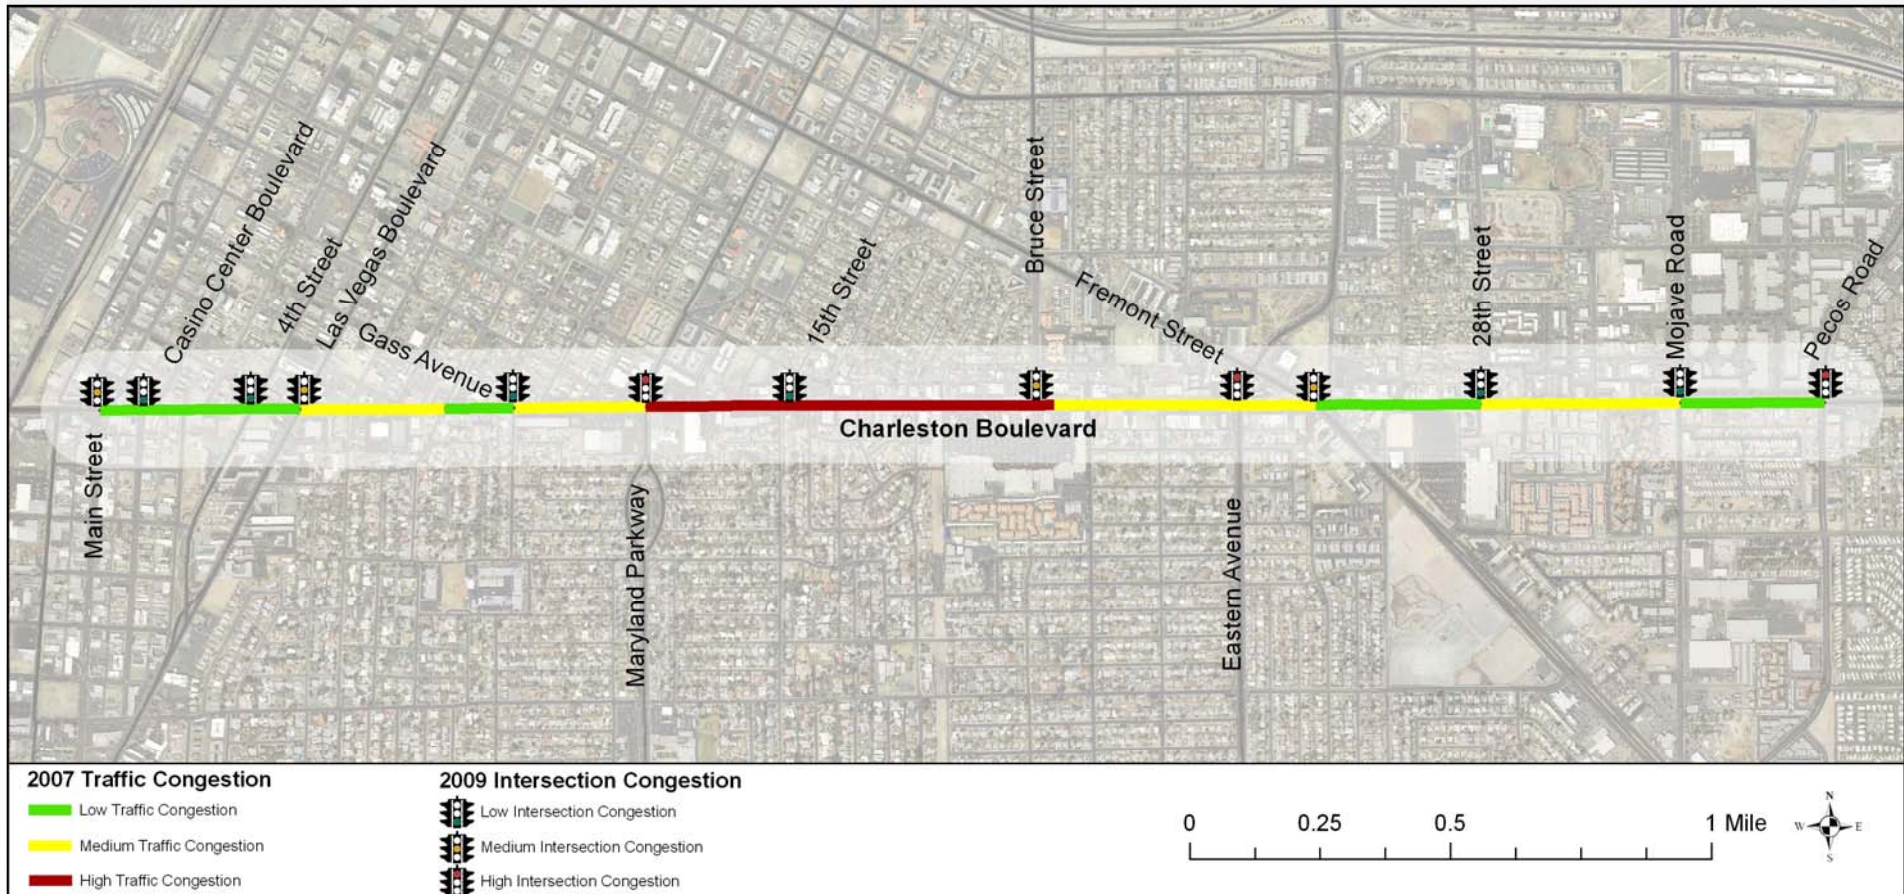 Casino Center Boulevard
4th Street
Las Vegas Boulevard
Gass Avenue
15th Street
Bruce Street
Fremont Street
28th Street
Mojave Road
Pecos Road
Charleston Boulevard
Main Street
Maryland Parkway
Eastern Avenue
2007 Traffic Congestion
Low Traffic Congestion
Medium Traffic Congestion
High Traffic Congestion
2009 Intersection Congestion
Low Intersection Congestion
Medium Intersection Congestion
High Intersection Congestion
0 0.25 0.5 1 Mile
N
W E
S